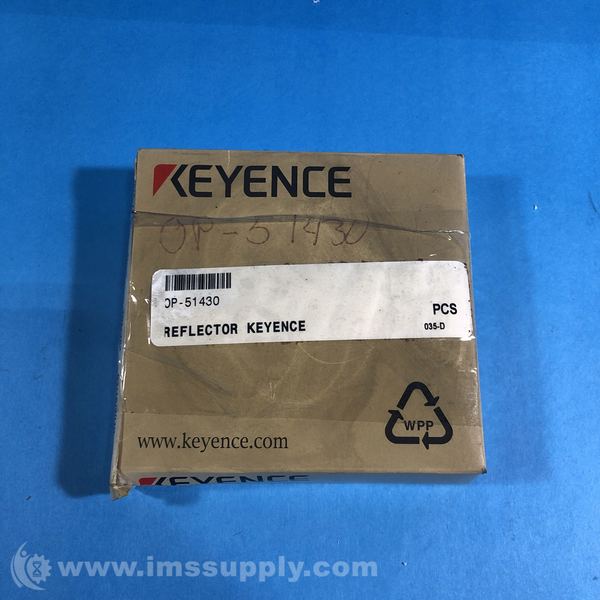 KEYENCE
OP-51430
OP-51430
REFLECTOR KEYENCE
PCS
035-D
WPP
www.keyence.com
KEYENCE
www.imssupply.com